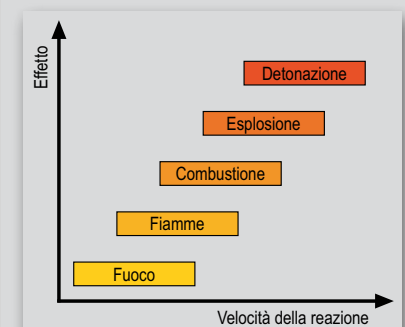 Effetto
Detonazione
Esplosione
Combustione
Fiamme
Fuoco
Velocità della reazione